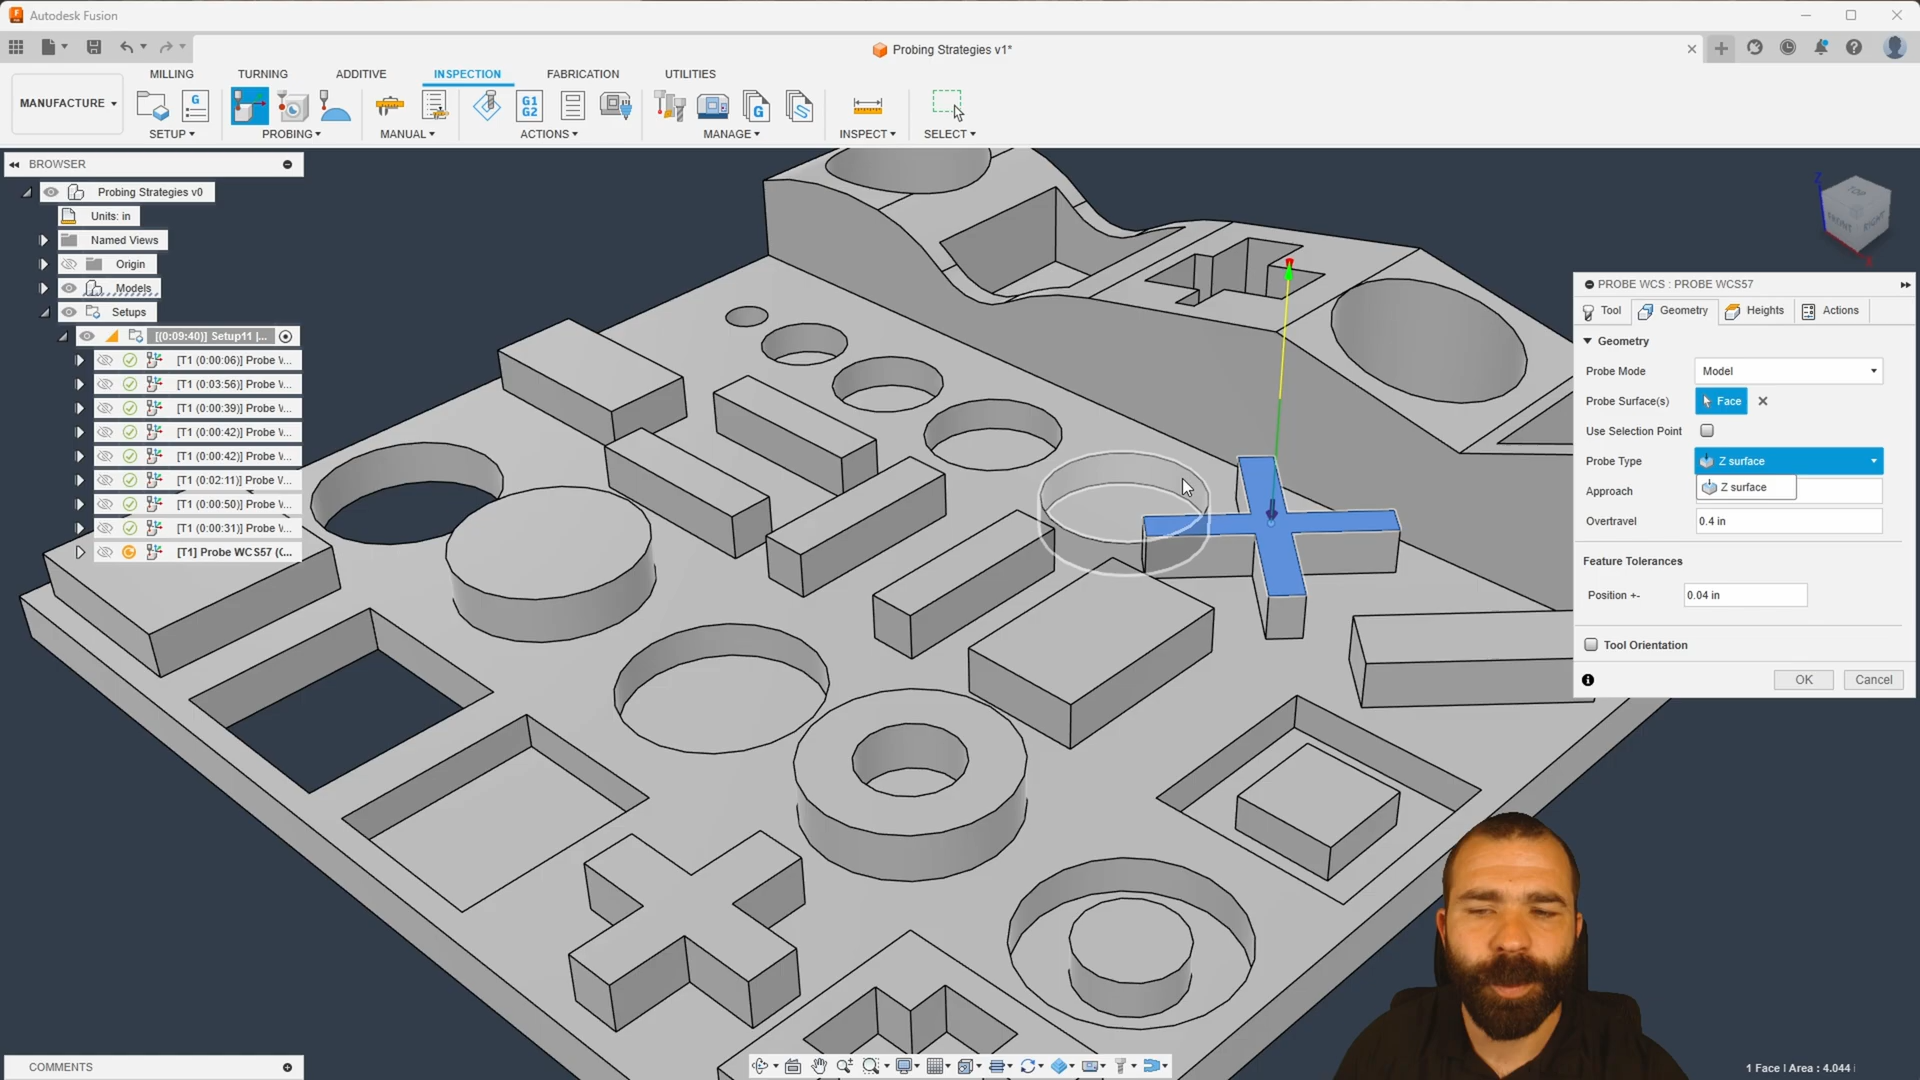 Autodesk Fusion
Probing Strategies v1*
MILLING
TURNING
ADDITIVE
INSPECTION
FABRICATION
UTILITIES
MANUFACTURE
SETUP
PROBING
MANUAL
ACTIONS
MANAGE
INSPECT
SELECT
G
G1
G2
G
BROWSER
Probing Strategies v0
Units: in
Named Views
Origin
Models
Setups
[(0:09:40)] Setup11 |...
[T1 (0:00:06)] Probe V...
[T1 (0:03:56)] Probe V...
[T1 (0:00:39)] Probe V...
[T1 (0:00:42)] Probe V...
[T1 (0:00:42)] Probe V...
[T1 (0:02:11)] Probe V...
[T1 (0:00:50)] Probe V...
[T1 (0:00:31)] Probe V...
[T1] Probe WCS57 (C...
Z
TOP
FRONT
RIGHT
X
PROBE WCS : PROBE WCS57
Tool
Geometry
Heights
Actions
Geometry
Probe Mode
Model
Probe Surface(s)
Face
Use Selection Point
Probe Type
Z surface
Z surface
Approach
Overtravel
0.4 in
Feature Tolerances
Position +-
0.04 in
Tool Orientation
OK
Cancel
COMMENTS
1 Face | Area : 4.044 i